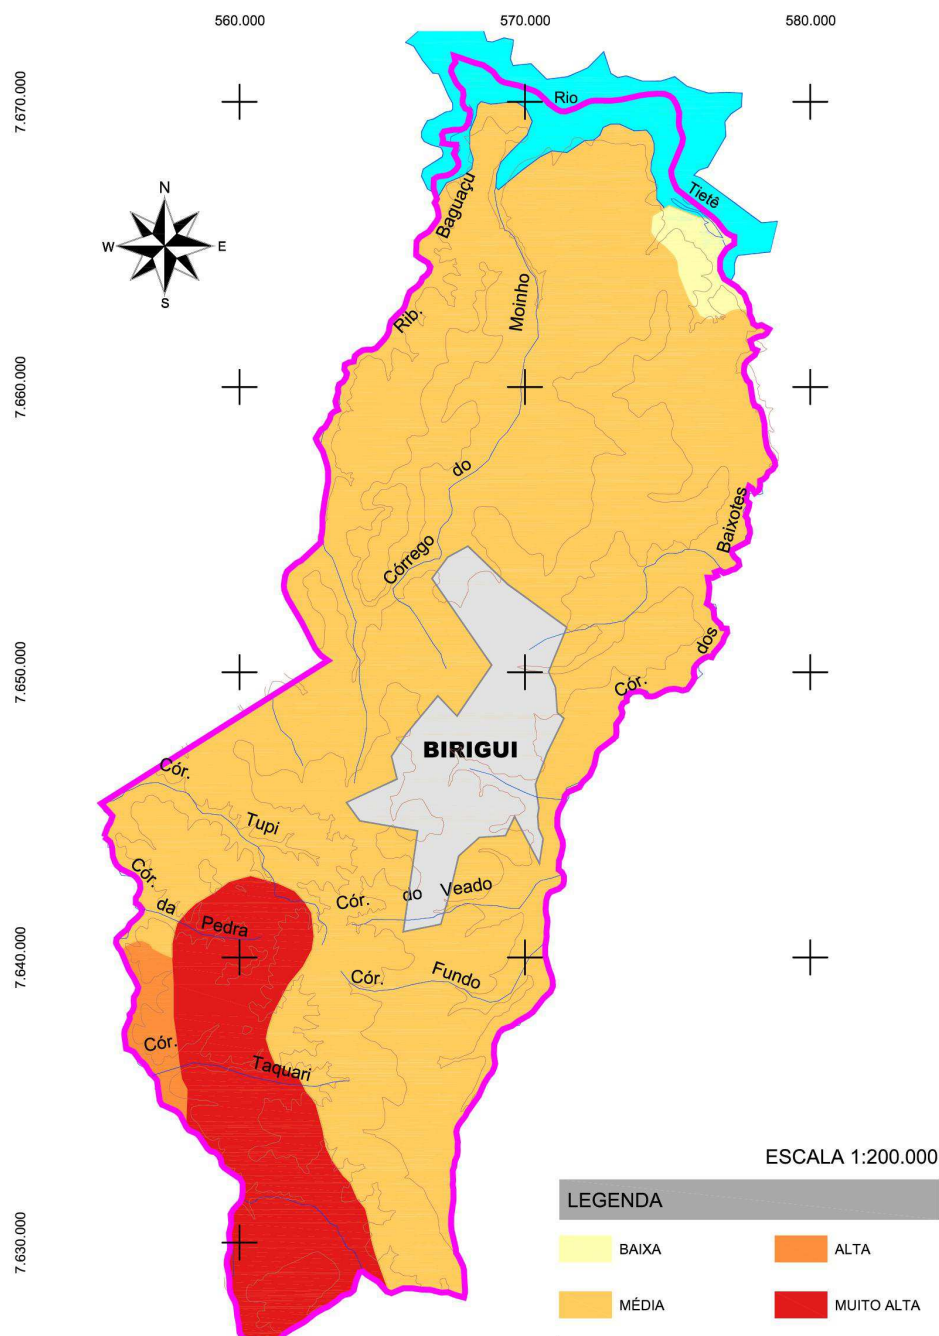 560.000
570.000
580.000
7.670.000
Rio
Tietê
N
W
E
S
Baguaçu
Rib.
Moinho
7.660.000
do
Córrego
Baixotes
dos
Cór.
7.650.000
BIRIGUI
Cór.
Tupi
Cór.
da
Pedra
Cór.
do
Veado
7.640.000
Cór.
Fundo
Cór.
Taquari
ESCALA 1:200.000
LEGENDA
7.630.000
BAIXA
ALTA
MÉDIA
MUITO ALTA